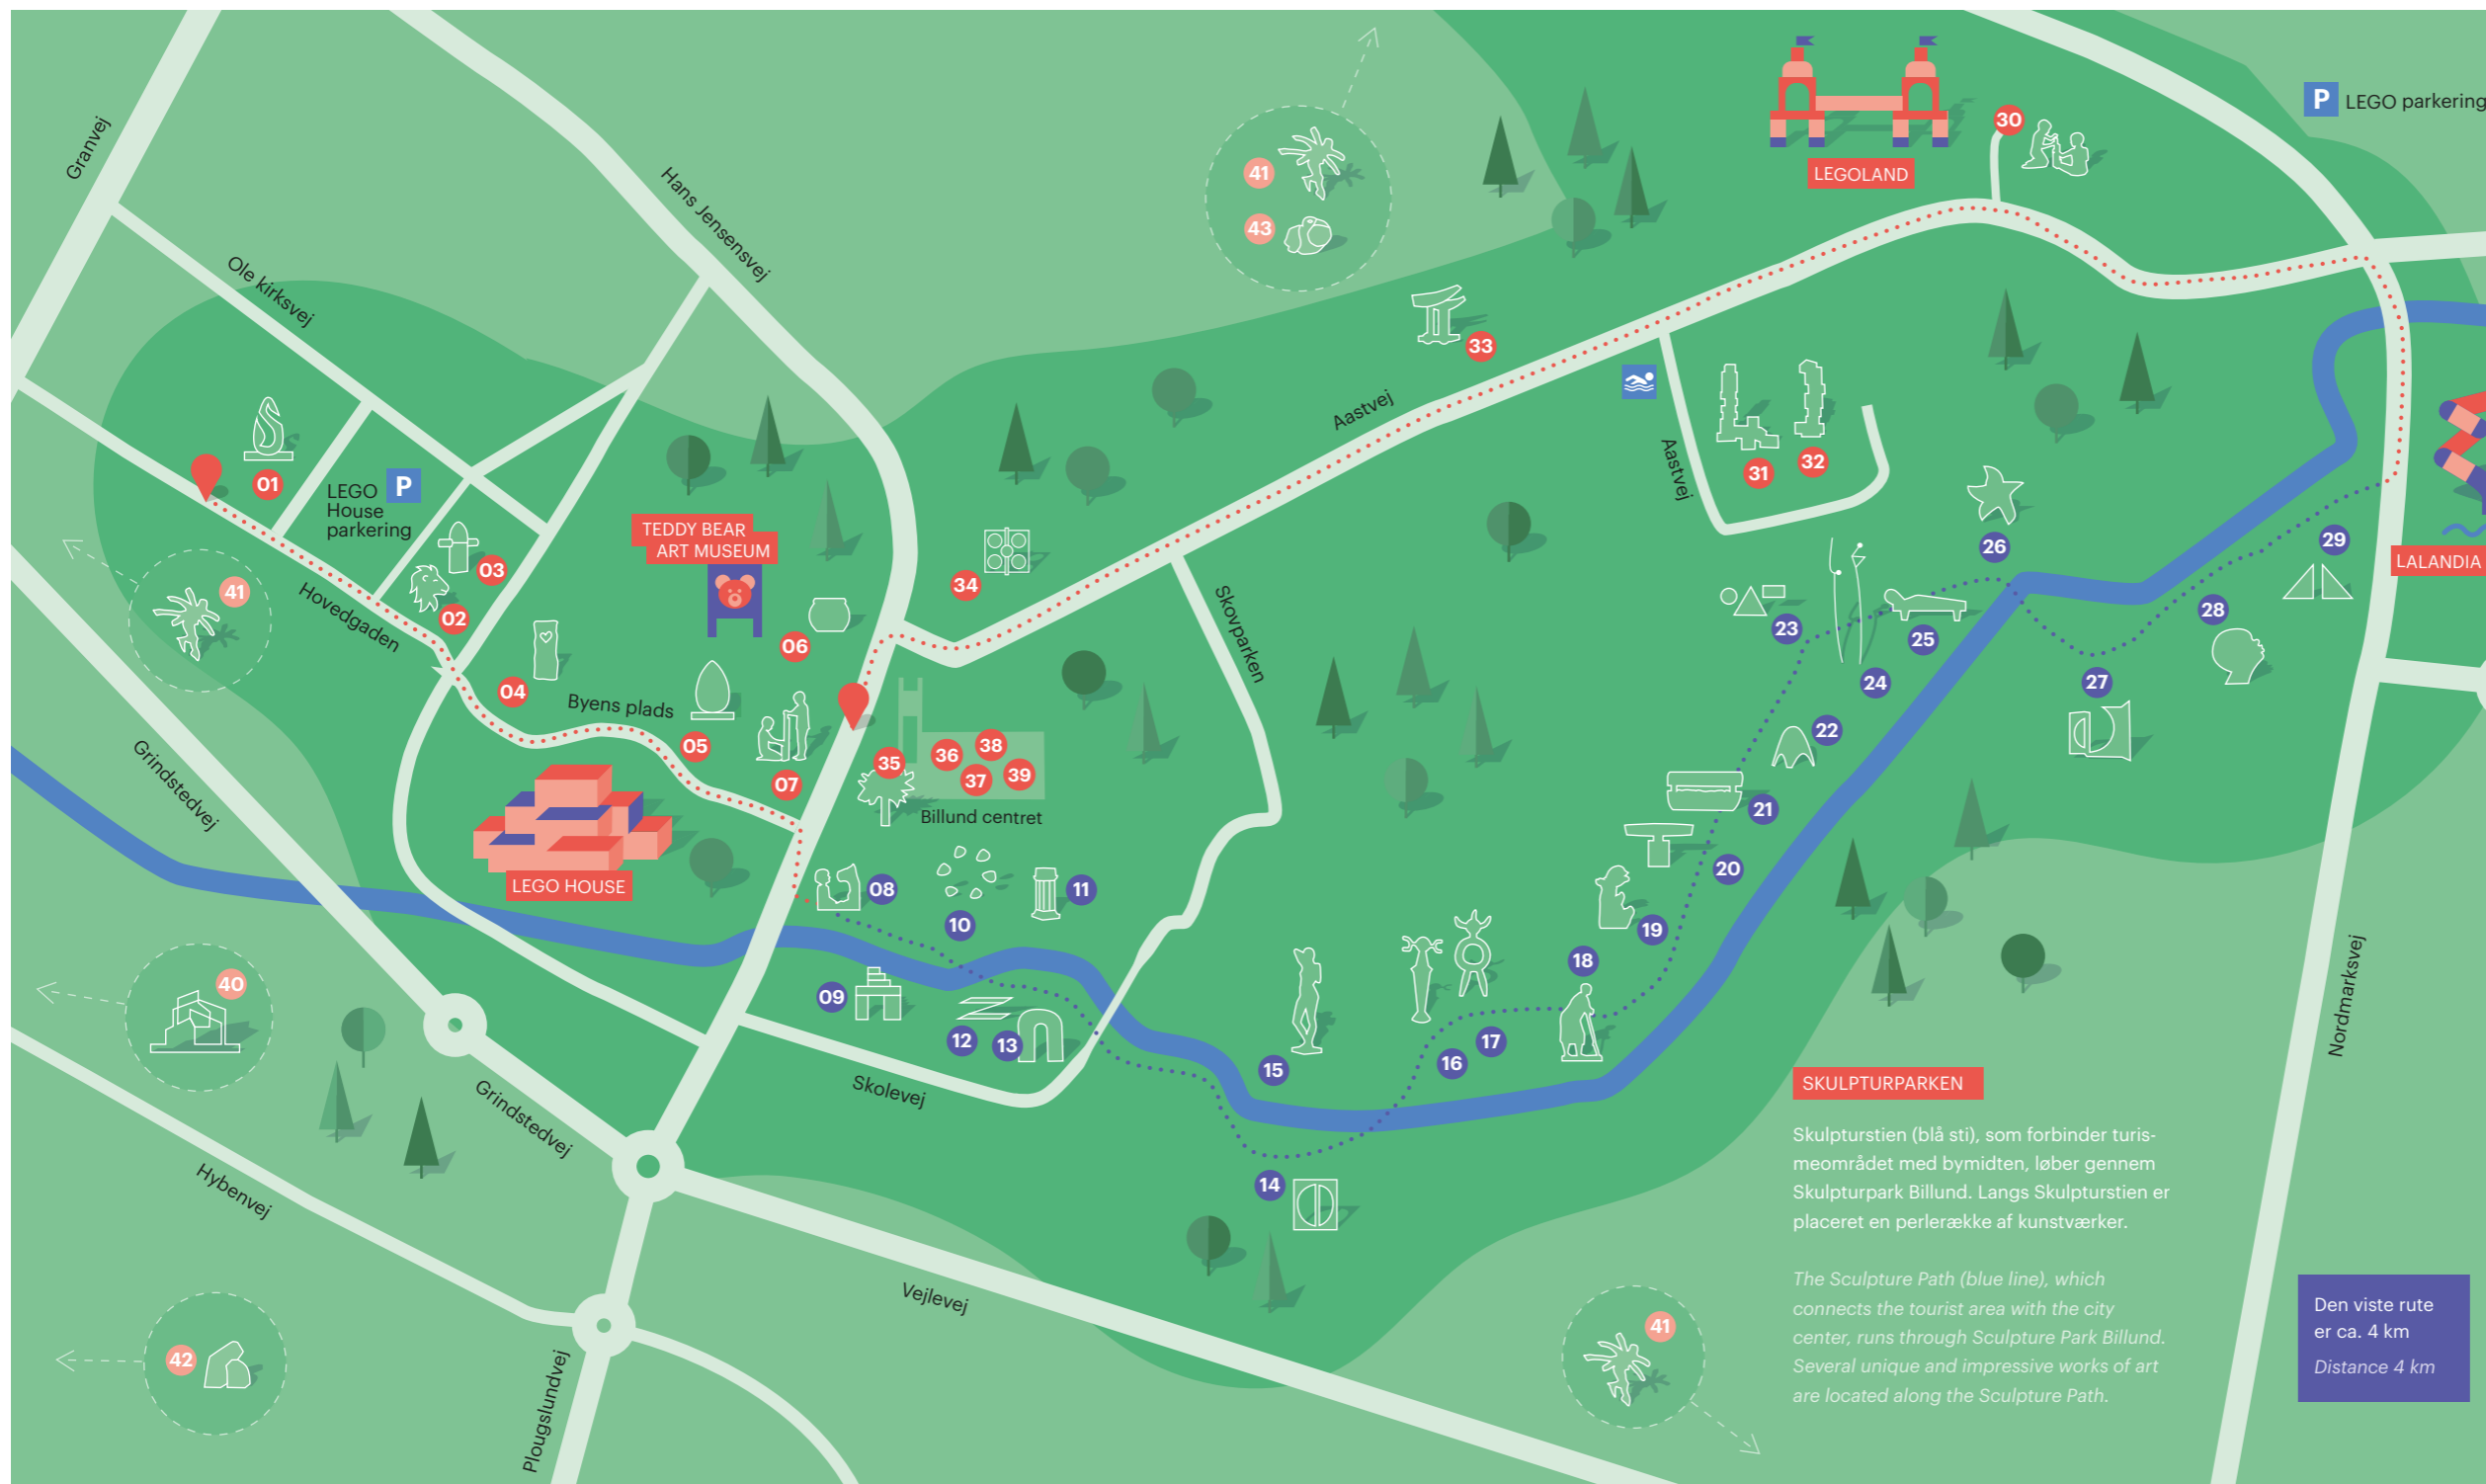 Granvej
Ole kirksvej
Hans Jensensvej
41
43
LEGOLAND
30
P LEGO parkering
33
Aastvej
Aastvej
31
32
01
LEGO
House
parkering
P
03
02
Hovedgaden
41
TEDDY BEAR
ART MUSEUM
34
06
04
Byens plads
05
07
Skovparken
26
29
LALANDIA
23
25
24
28
27
22
21
20
35
36
38
37
39
Billund centret
Grindstedvej
LEGO HOUSE
08
10
11
19
18
09
12
13
15
17
16
40
Skolevej
Grindstedvej
Hybenvej
14
Nordmarksvej
SKULPTURPARKEN
Skulpturstien (blå sti), som forbinder turis-
meområdet med bymidten, løber gennem
Skulpturpark Billund. Langs Skulpturstien er
placeret en perlerække af kunstværker.
The Sculpture Path (blue line), which
connects the tourist area with the city
center, runs through Sculpture Park Billund.
Several unique and impressive works of art
are located along the Sculpture Path.
Vejlevej
42
Plougslundvej
41
Den viste rute
er ca. 4 km
Distance 4 km